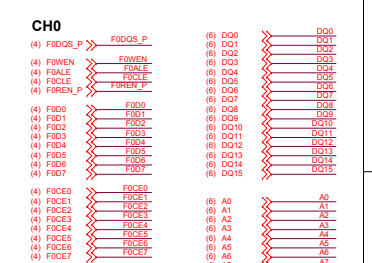 CH0
(4) F0DQS_P F0DQS_P
(4) F0WEN F0WEN
(4) F0ALE F0ALE
(4) F0CLE F0CLE
(4) F0REN_P F0REN_P
(4) F0D0 F0D0
(4) F0D1 F0D1
(4) F0D2 F0D2
(4) F0D3 F0D3
(4) F0D4 F0D4
(4) F0D5 F0D5
(4) F0D6 F0D6
(4) F0D7 F0D7
(4) F0CE0 F0CE0
(4) F0CE1 F0CE1
(4) F0CE2 F0CE2
(4) F0CE3 F0CE3
(4) F0CE4 F0CE4
(4) F0CE5 F0CE5
(4) F0CE6 F0CE6
(4) F0CE7 F0CE7
(6) DQ0 DQ0
(6) DQ1 DQ1
(6) DQ2 DQ2
(6) DQ3 DQ3
(6) DQ4 DQ4
(6) DQ5 DQ5
(6) DQ6 DQ6
(6) DQ7 DQ7
(6) DQ8 DQ8
(6) DQ9 DQ9
(6) DQ10 DQ10
(6) DQ11 DQ11
(6) DQ12 DQ12
(6) DQ13 DQ13
(6) DQ14 DQ14
(6) DQ15 DQ15
(6) A0 A0
(6) A1 A1
(6) A2 A2
(6) A3 A3
(6) A4 A4
(6) A5 A5
(6) A6 A6
A7